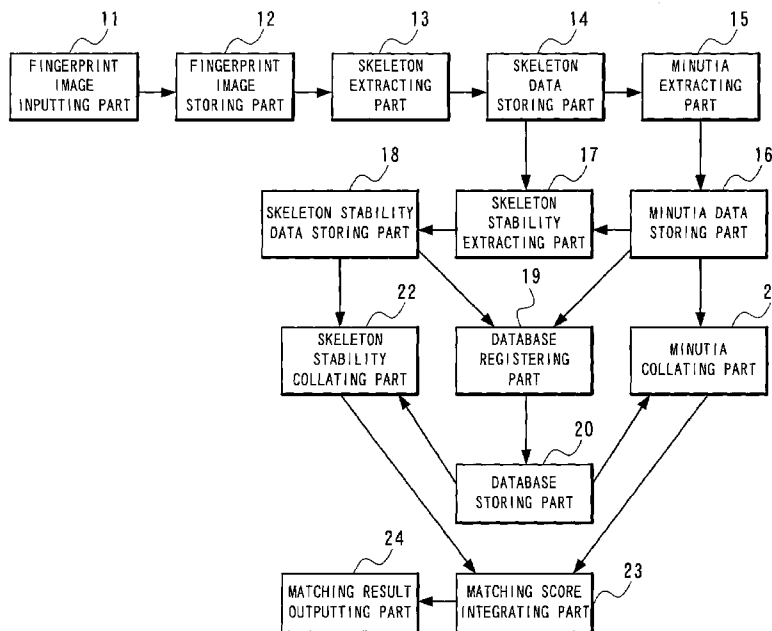 11
12
13
14
15
FINGERPRINT
IMAGE
INPUTTING PART
FINGERPRINT
IMAGE
STORING PART
SKELETON
EXTRACTING
PART
SKELETON
DATA
STORING PART
MINUTIA
EXTRACTING
PART
18
17
16
SKELETON STABILITY
DATA STORING PART
SKELETON
STABILITY
EXTRACTING PART
MINUTIA DATA
STORING PART
22
19
2
SKELETON
STABILITY
COLLATING PART
DATABASE
REGISTERING
PART
MINUTIA
COLLATING PART
20
DATABASE
STORING PART
24
23
MATCHING RESULT
OUTPUTTING PART
MATCHING SCORE
INTEGRATING PART